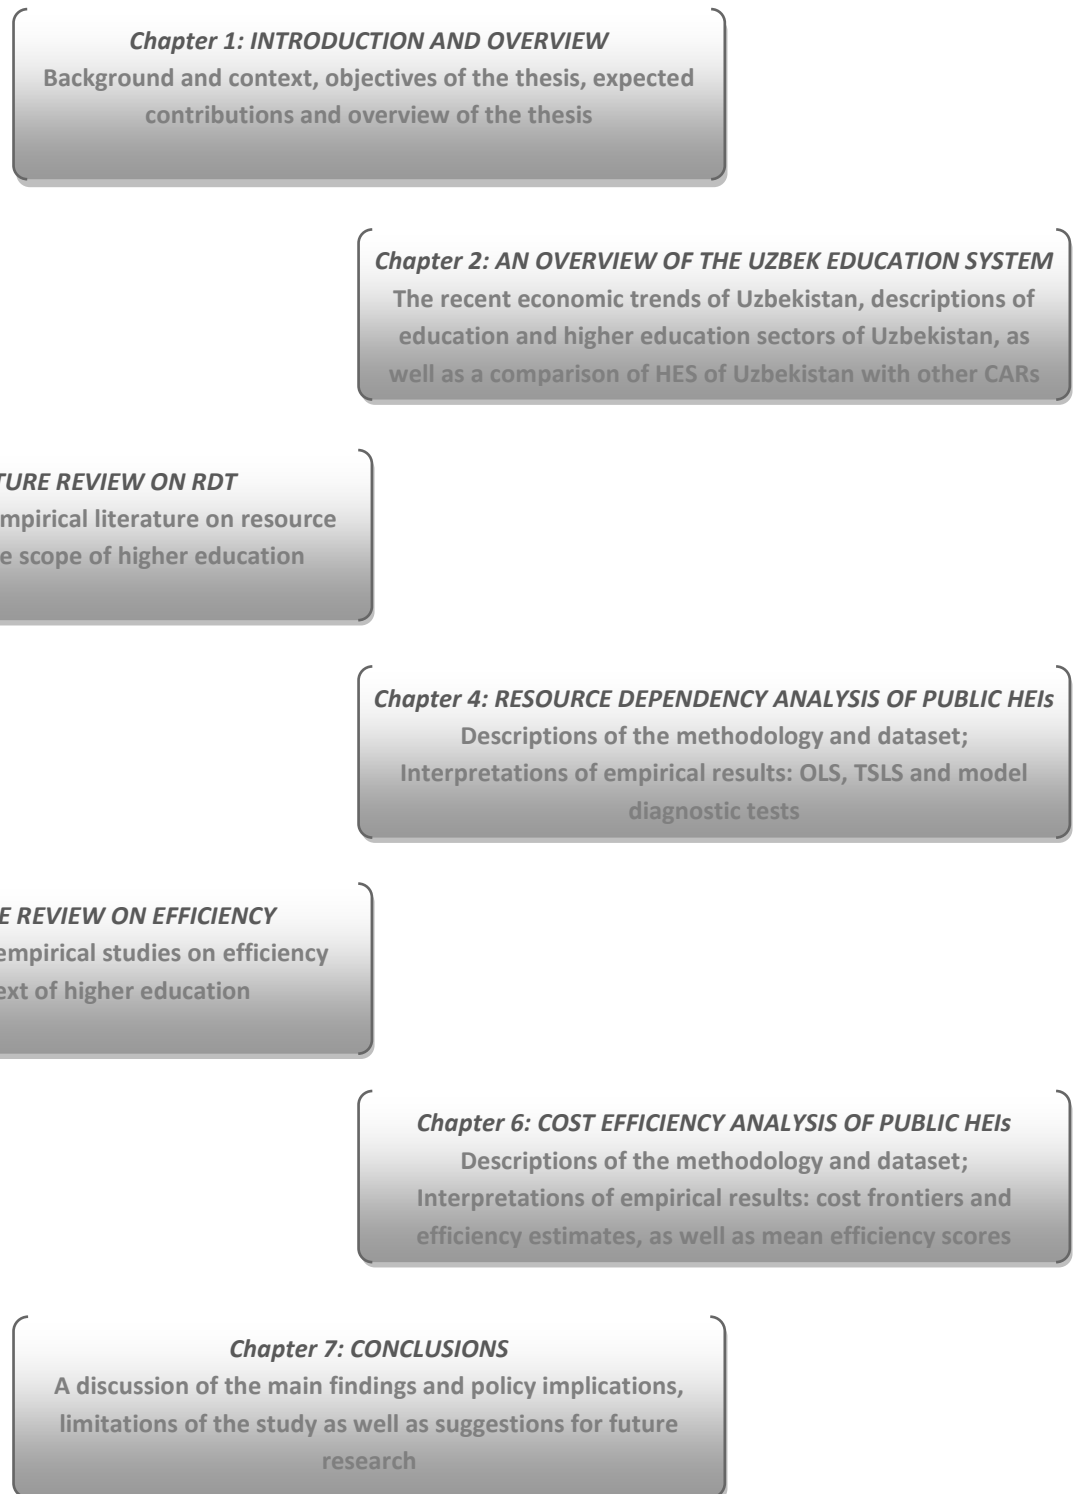 Chapter 1: INTRODUCTION AND OVERVIEW
Background and context, objectives of the thesis, expected
contributions and overview of the thesis
Chapter 2: AN OVERVIEW OF THE UZBEK EDUCATION SYSTEM
The recent economic trends of Uzbekistan, descriptions of
education and higher education sectors of Uzbekistan, as
well as a comparison of HES of Uzbekistan with other CARs
TURE REVIEW ON RDT
mpirical literature on resource
e scope of higher education
Chapter 4: RESOURCE DEPENDENCY ANALYSIS OF PUBLIC HEIs
Descriptions of the methodology and dataset;
Interpretations of empirical results: OLS, TSLS and model
diagnostic tests
E REVIEW ON EFFICIENCY
empirical studies on efficiency
ext of higher education
Chapter 6: COST EFFICIENCY ANALYSIS OF PUBLIC HEIs
Descriptions of the methodology and dataset;
Interpretations of empirical results: cost frontiers and
efficiency estimates, as well as mean efficiency scores
Chapter 7: CONCLUSIONS
A discussion of the main findings and policy implications,
limitations of the study as well as suggestions for future
research